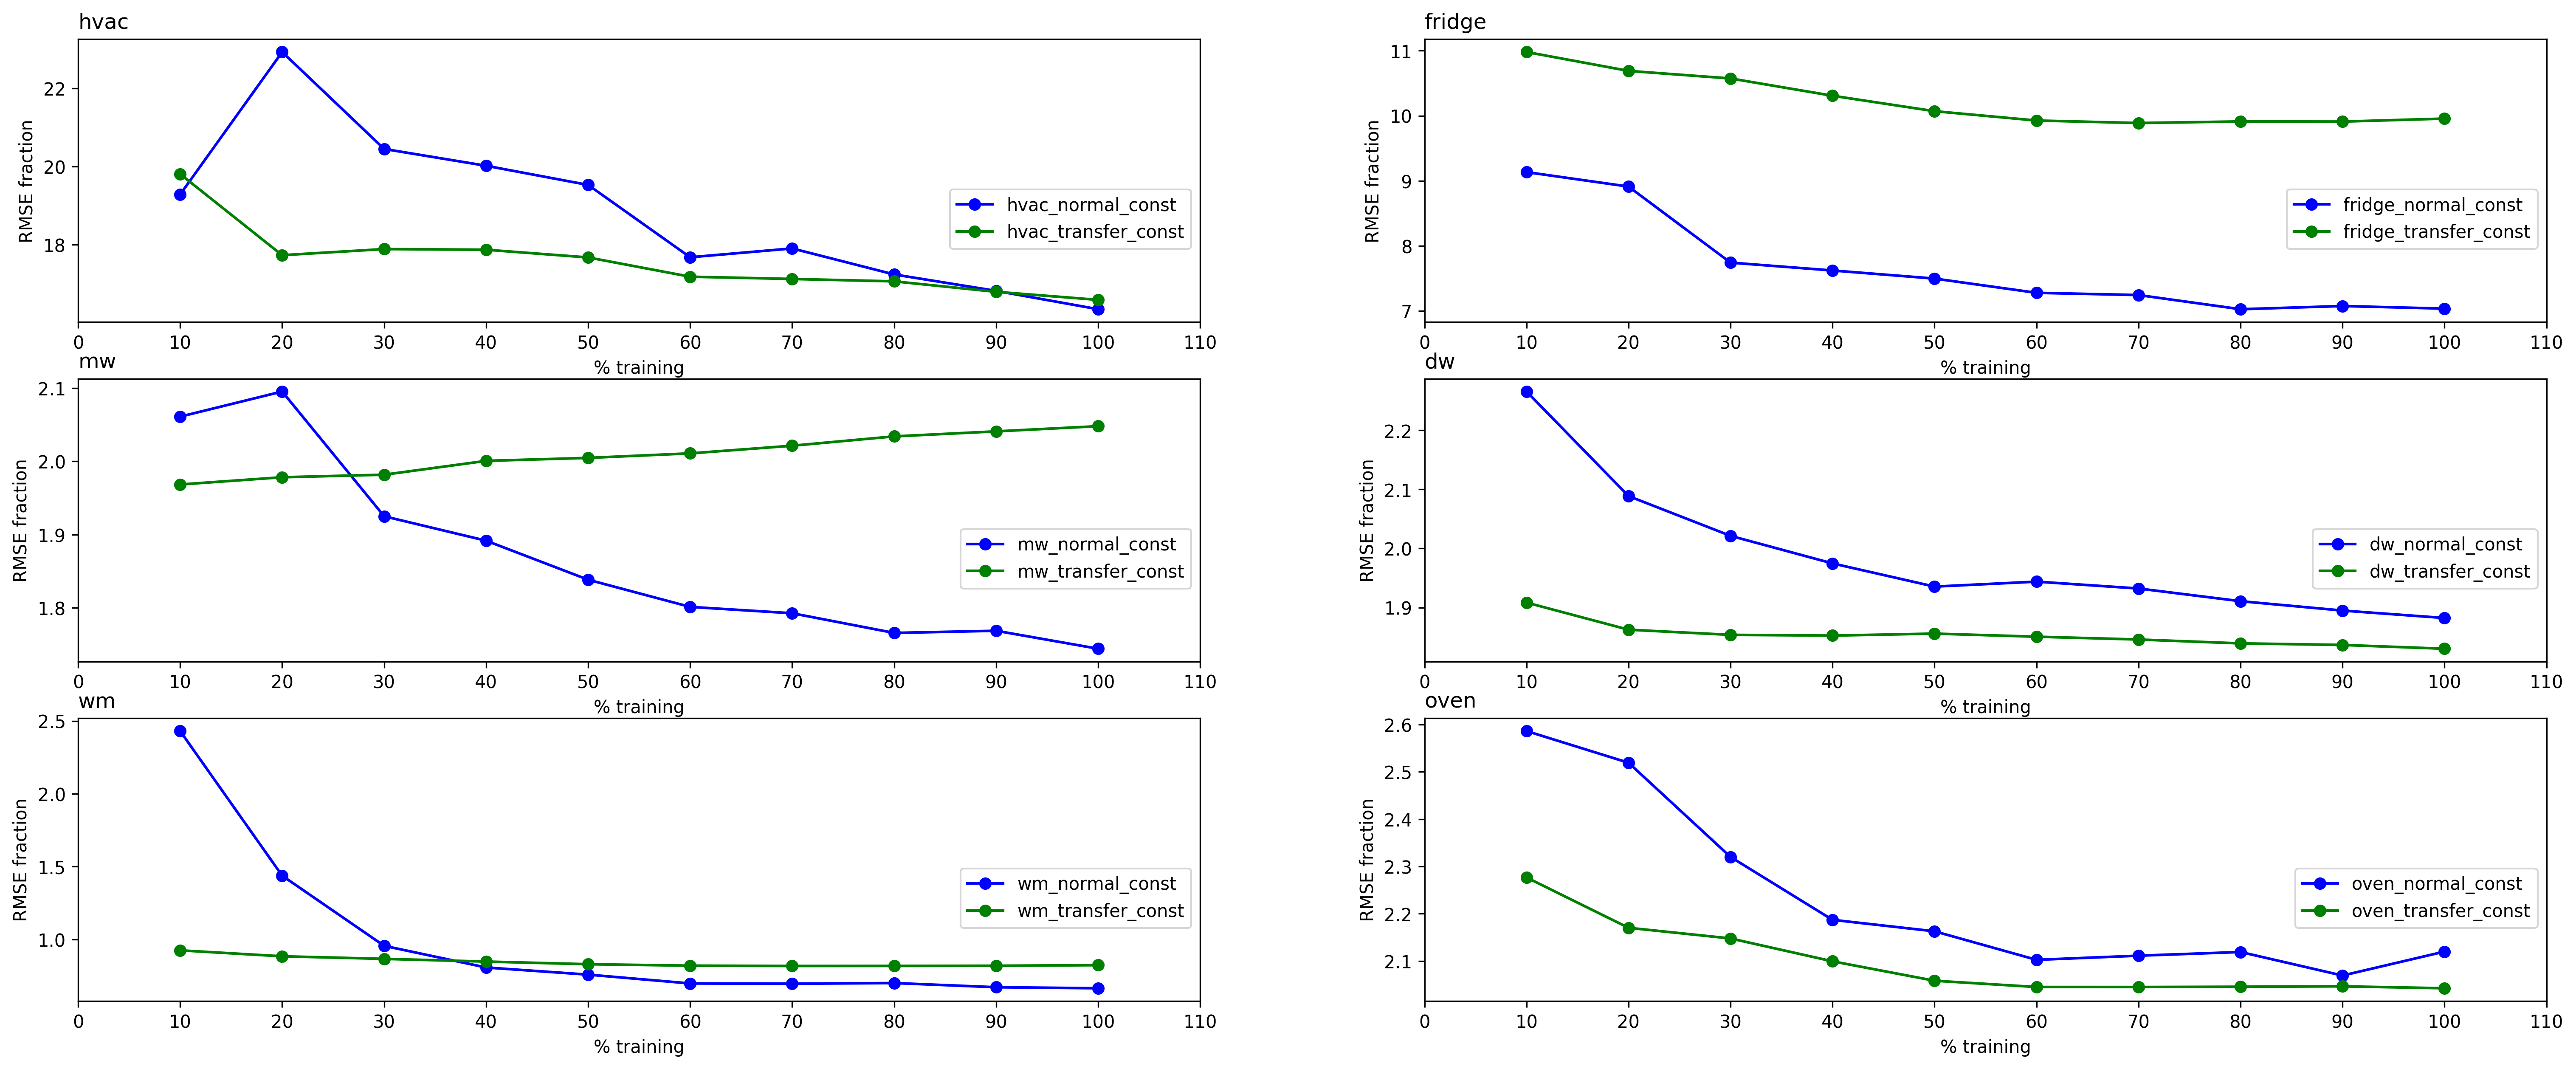 hvac
22
20
18
RMSE fraction
hvac_normal_const
hvac_transfer_const
0 10 20 30 40 50 60 70 80 90 100 110
% training
fridge
11
10
9
8
7
RMSE fraction
fridge_normal_const
fridge_transfer_const
0 10 20 30 40 50 60 70 80 90 100 110
% training
mw
2.1
2.0
1.9
1.8
RMSE fraction
mw_normal_const
mw_transfer_const
0 10 20 30 40 50 60 70 80 90 100 110
% training
dw
2.2
2.1
2.0
1.9
RMSE fraction
dw_normal_const
dw_transfer_const
0 10 20 30 40 50 60 70 80 90 100 110
% training
wm
2.5
2.0
1.5
1.0
RMSE fraction
wm_normal_const
wm_transfer_const
0 10 20 30 40 50 60 70 80 90 100 110
% training
oven
2.6
2.5
2.4
2.3
2.2
2.1
RMSE fraction
oven_normal_const
oven_transfer_const
0 10 20 30 40 50 60 70 80 90 100 110
% training